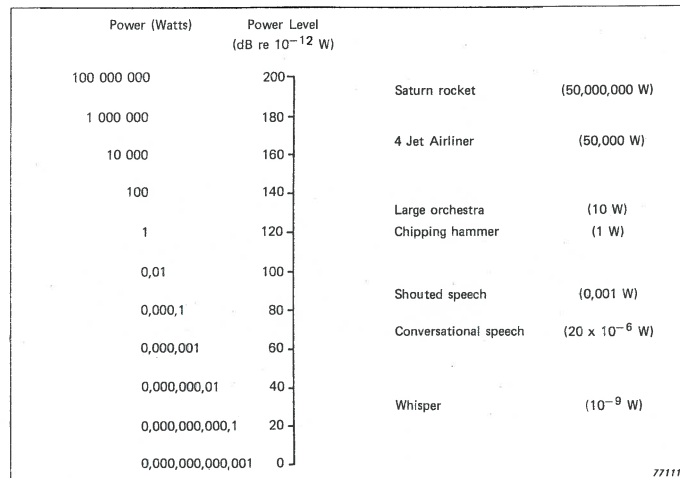 Power (Watts) Power Level
(dB re 10⁻¹² W)
100 000 000 200
Saturn rocket (50,000,000 W)
1 000 000 180
4 Jet Airliner (50,000 W)
10 000 160
100 140
Large orchestra (10 W)
1 120 Chipping hammer (1 W)
0,01 100
Shouted speech (0,001 W)
0,000,1 80
Conversational speech (20 x 10⁻⁶ W)
0,000,001 60
0,000,000,01 40
Whisper (10⁻⁹ W)
0,000,000,000,1 20
0,000,000,000,001 0
77111